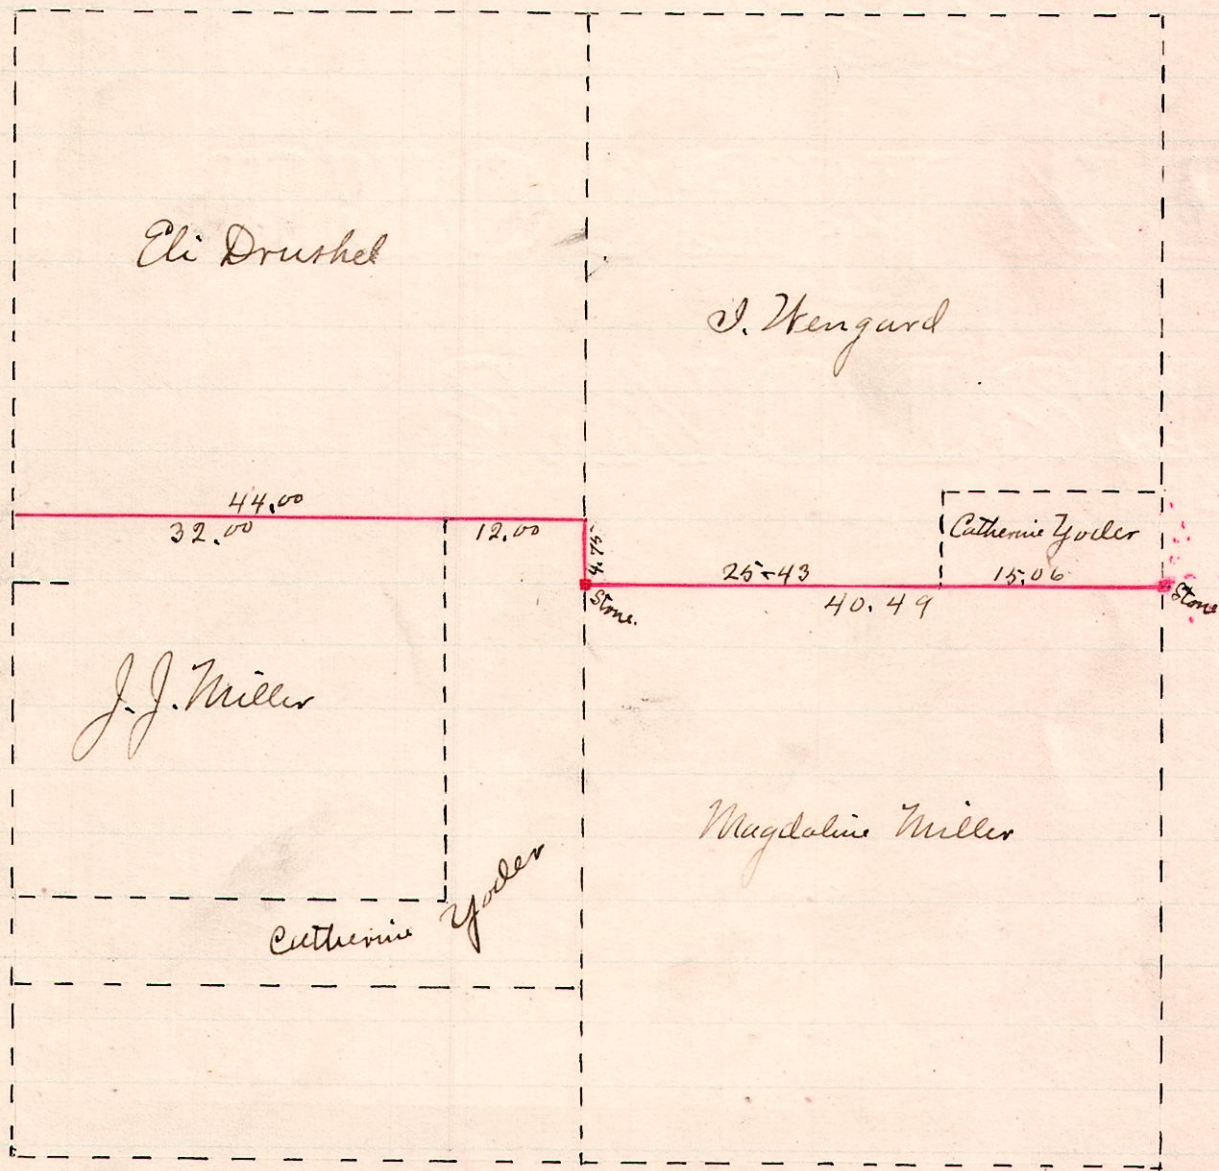 Eli Drushel
I. Wengard
44.00
32.00
12.00
4.75
Catherine Yoder
25.43
15.06
40.49
Stone.
Stone
J. J. Miller
Magdaline Miller
Catherine Yoder